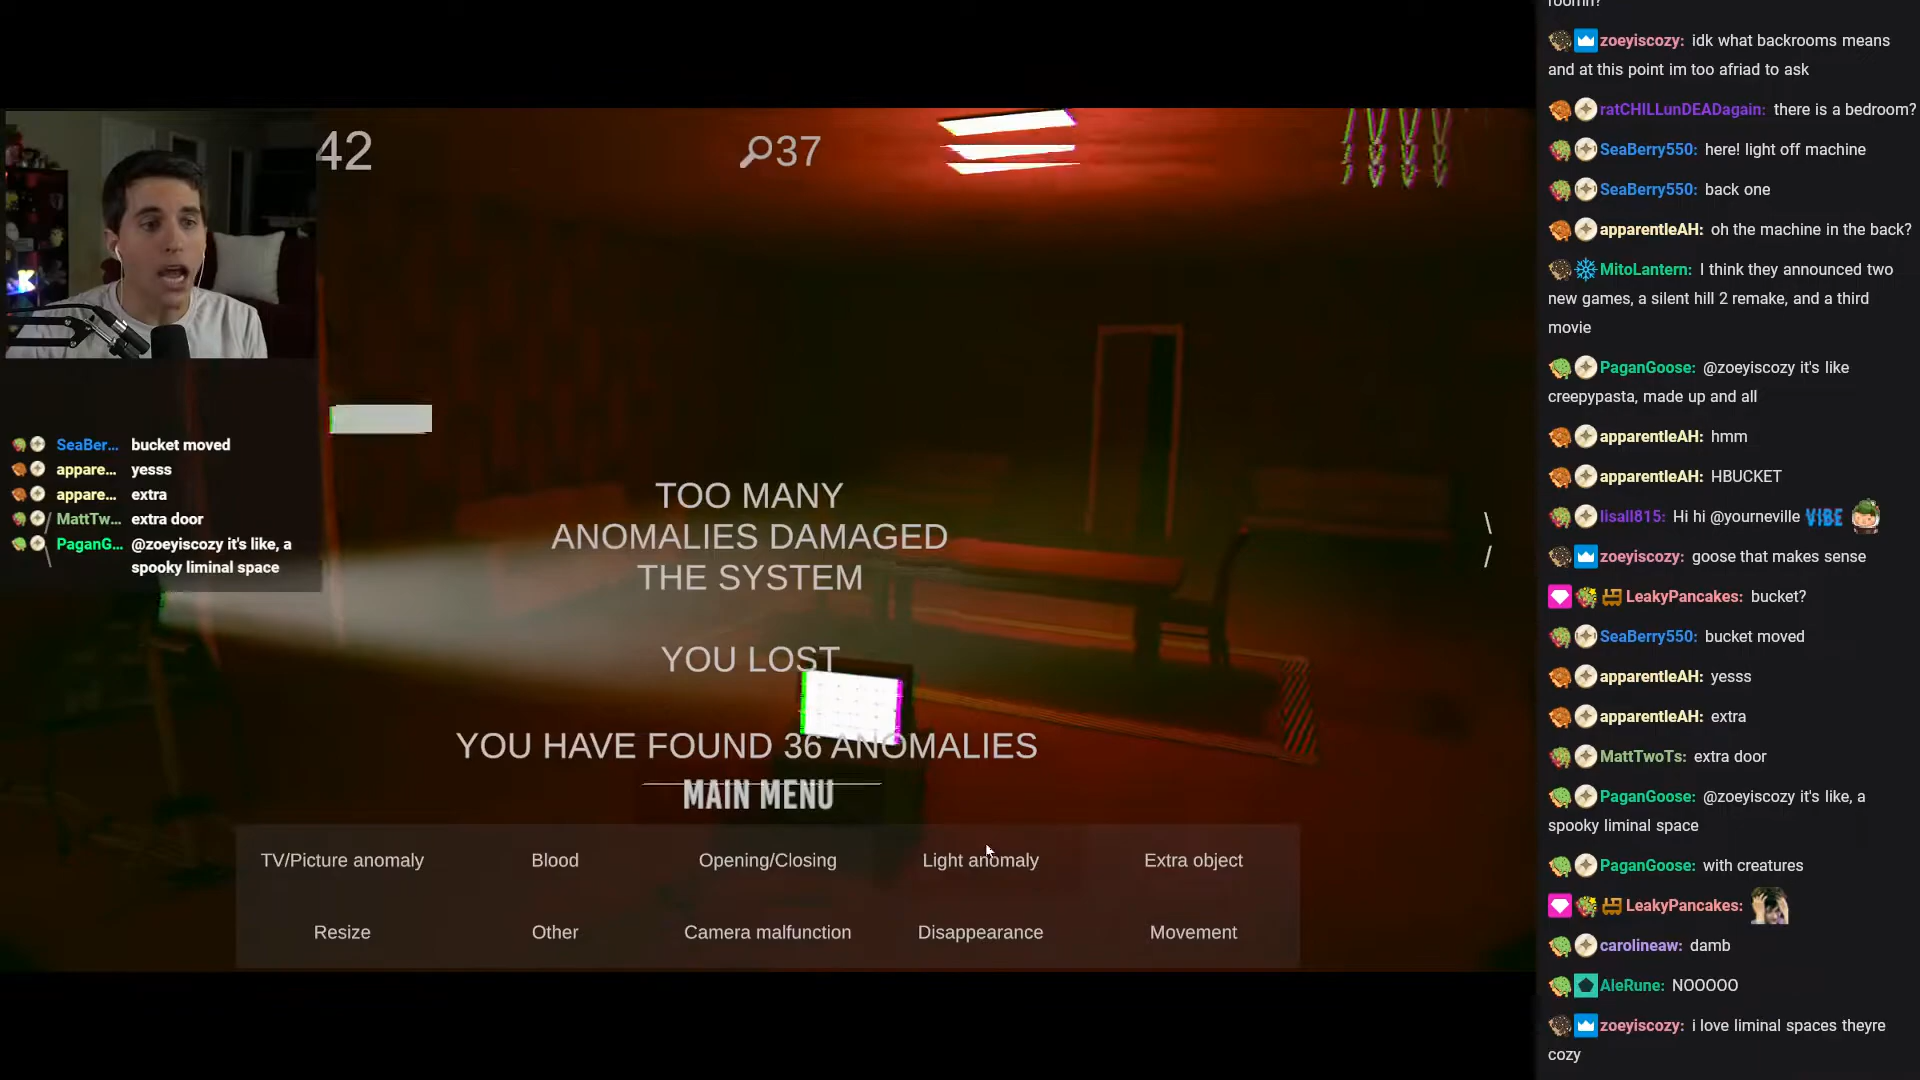 42
37
TOO MANY
ANOMALIES DAMAGED
THE SYSTEM
YOU LOST
YOU HAVE FOUND 36 ANOMALIES
MAIN MENU
TV/Picture anomaly
Blood
Opening/Closing
Light anomaly
Extra object
Resize
Other
Camera malfunction
Disappearance
Movement
SeaBer... bucket moved
appare... yesss
appare... extra
MattTw... extra door
PaganG... @zoeyiscozy it's like, a
spooky liminal space
zoeyiscozy: idk what backrooms means
and at this point im too afriad to ask
ratCHILLunDEADagain: there is a bedroom?
SeaBerry550: here! light off machine
SeaBerry550: back one
apparentleAH: oh the machine in the back?
MitoLantern: I think they announced two
new games, a silent hill 2 remake, and a third
movie
PaganGoose: @zoeyiscozy it's like
creepypasta, made up and all
apparentleAH: hmm
apparentleAH: HBUCKET
lisall815: Hi hi @yourneville VIBE
zoeyiscozy: goose that makes sense
LeakyPancakes: bucket?
SeaBerry550: bucket moved
apparentleAH: yesss
apparentleAH: extra
MattTwoTs: extra door
PaganGoose: @zoeyiscozy it's like, a
spooky liminal space
PaganGoose: with creatures
LeakyPancakes:
carolineaw: damb
AleRune: NOOOOO
zoeyiscozy: i love liminal spaces theyre
cozy